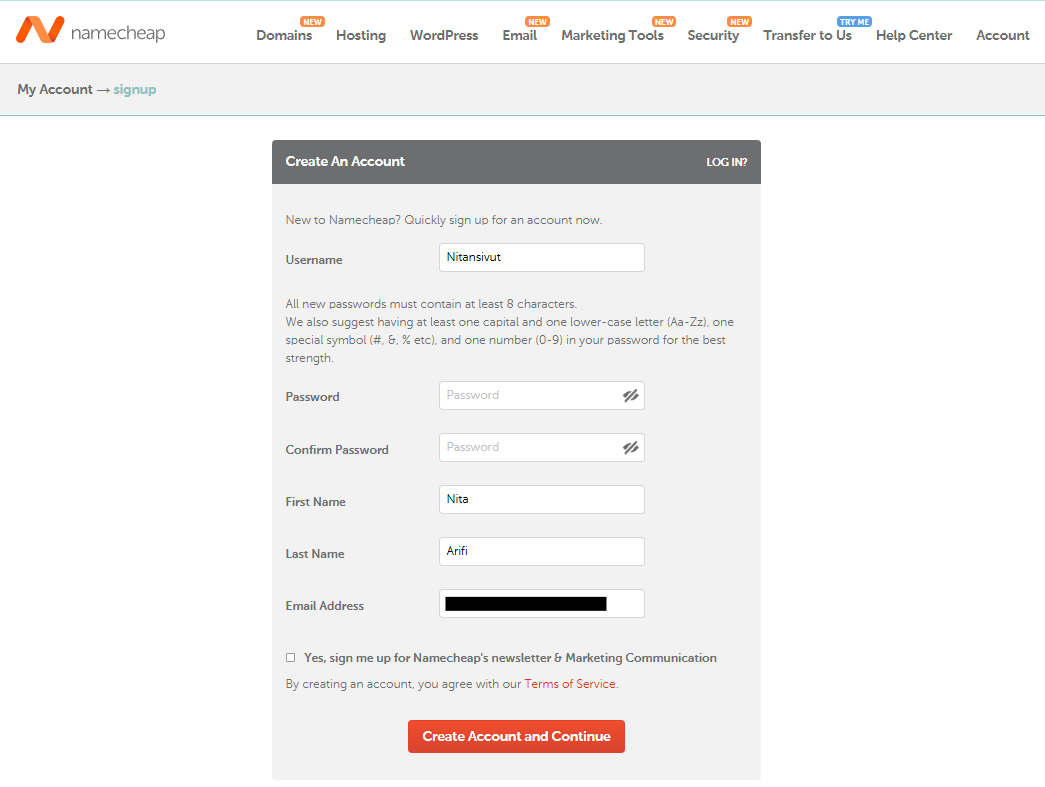 NEW NEW NEW NEW TRY ME
namecheap Domains Hosting WordPress Email Marketing Tools Security Transfer to Us Help Center Account
My Account → signup
Create An Account LOG IN?
New to Namecheap? Quickly sign up for an account now.
Username Nitansivut
All new passwords must contain at least 8 characters.
We also suggest having at least one capital and one lower-case letter (Aa-Zz), one
special symbol (#, &, % etc), and one number (0-9) in your password for the best
strength.
Password Password
Confirm Password Password
First Name Nita
Last Name Arifi
Email Address
Yes, sign me up for Namecheap's newsletter & Marketing Communication
By creating an account, you agree with our Terms of Service.
Create Account and Continue